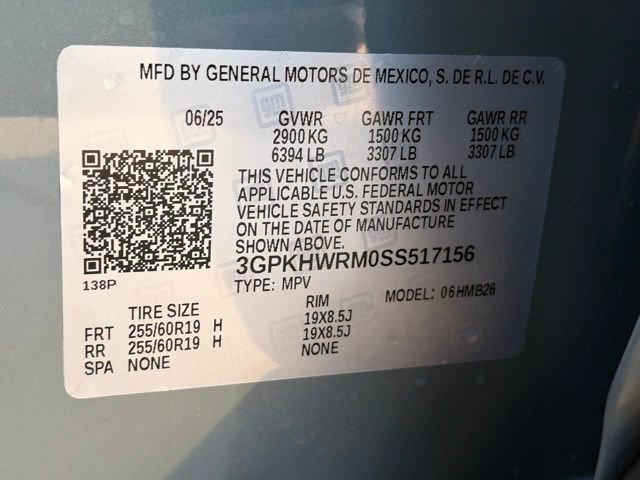 MFD BY GENERAL MOTORS DE MEXICO, S. DE R.L. DE C.V.
06/25 GVWR GAWR FRT GAWR RR
2900 KG 1500 KG 1500 KG
6394 LB 3307 LB 3307 LB
THIS VEHICLE CONFORMS TO ALL
APPLICABLE U.S. FEDERAL MOTOR
VEHICLE SAFETY STANDARDS IN EFFECT
ON THE DATE OF MANUFACTURE
SHOWN ABOVE.
3GPKHWRM0SS517156
138P
TYPE: MPV MODEL: 06HMB26
TIRE SIZE RIM
FRT 255/60R19 H 19X8.5J
RR 255/60R19 H 19X8.5J
SPA NONE NONE